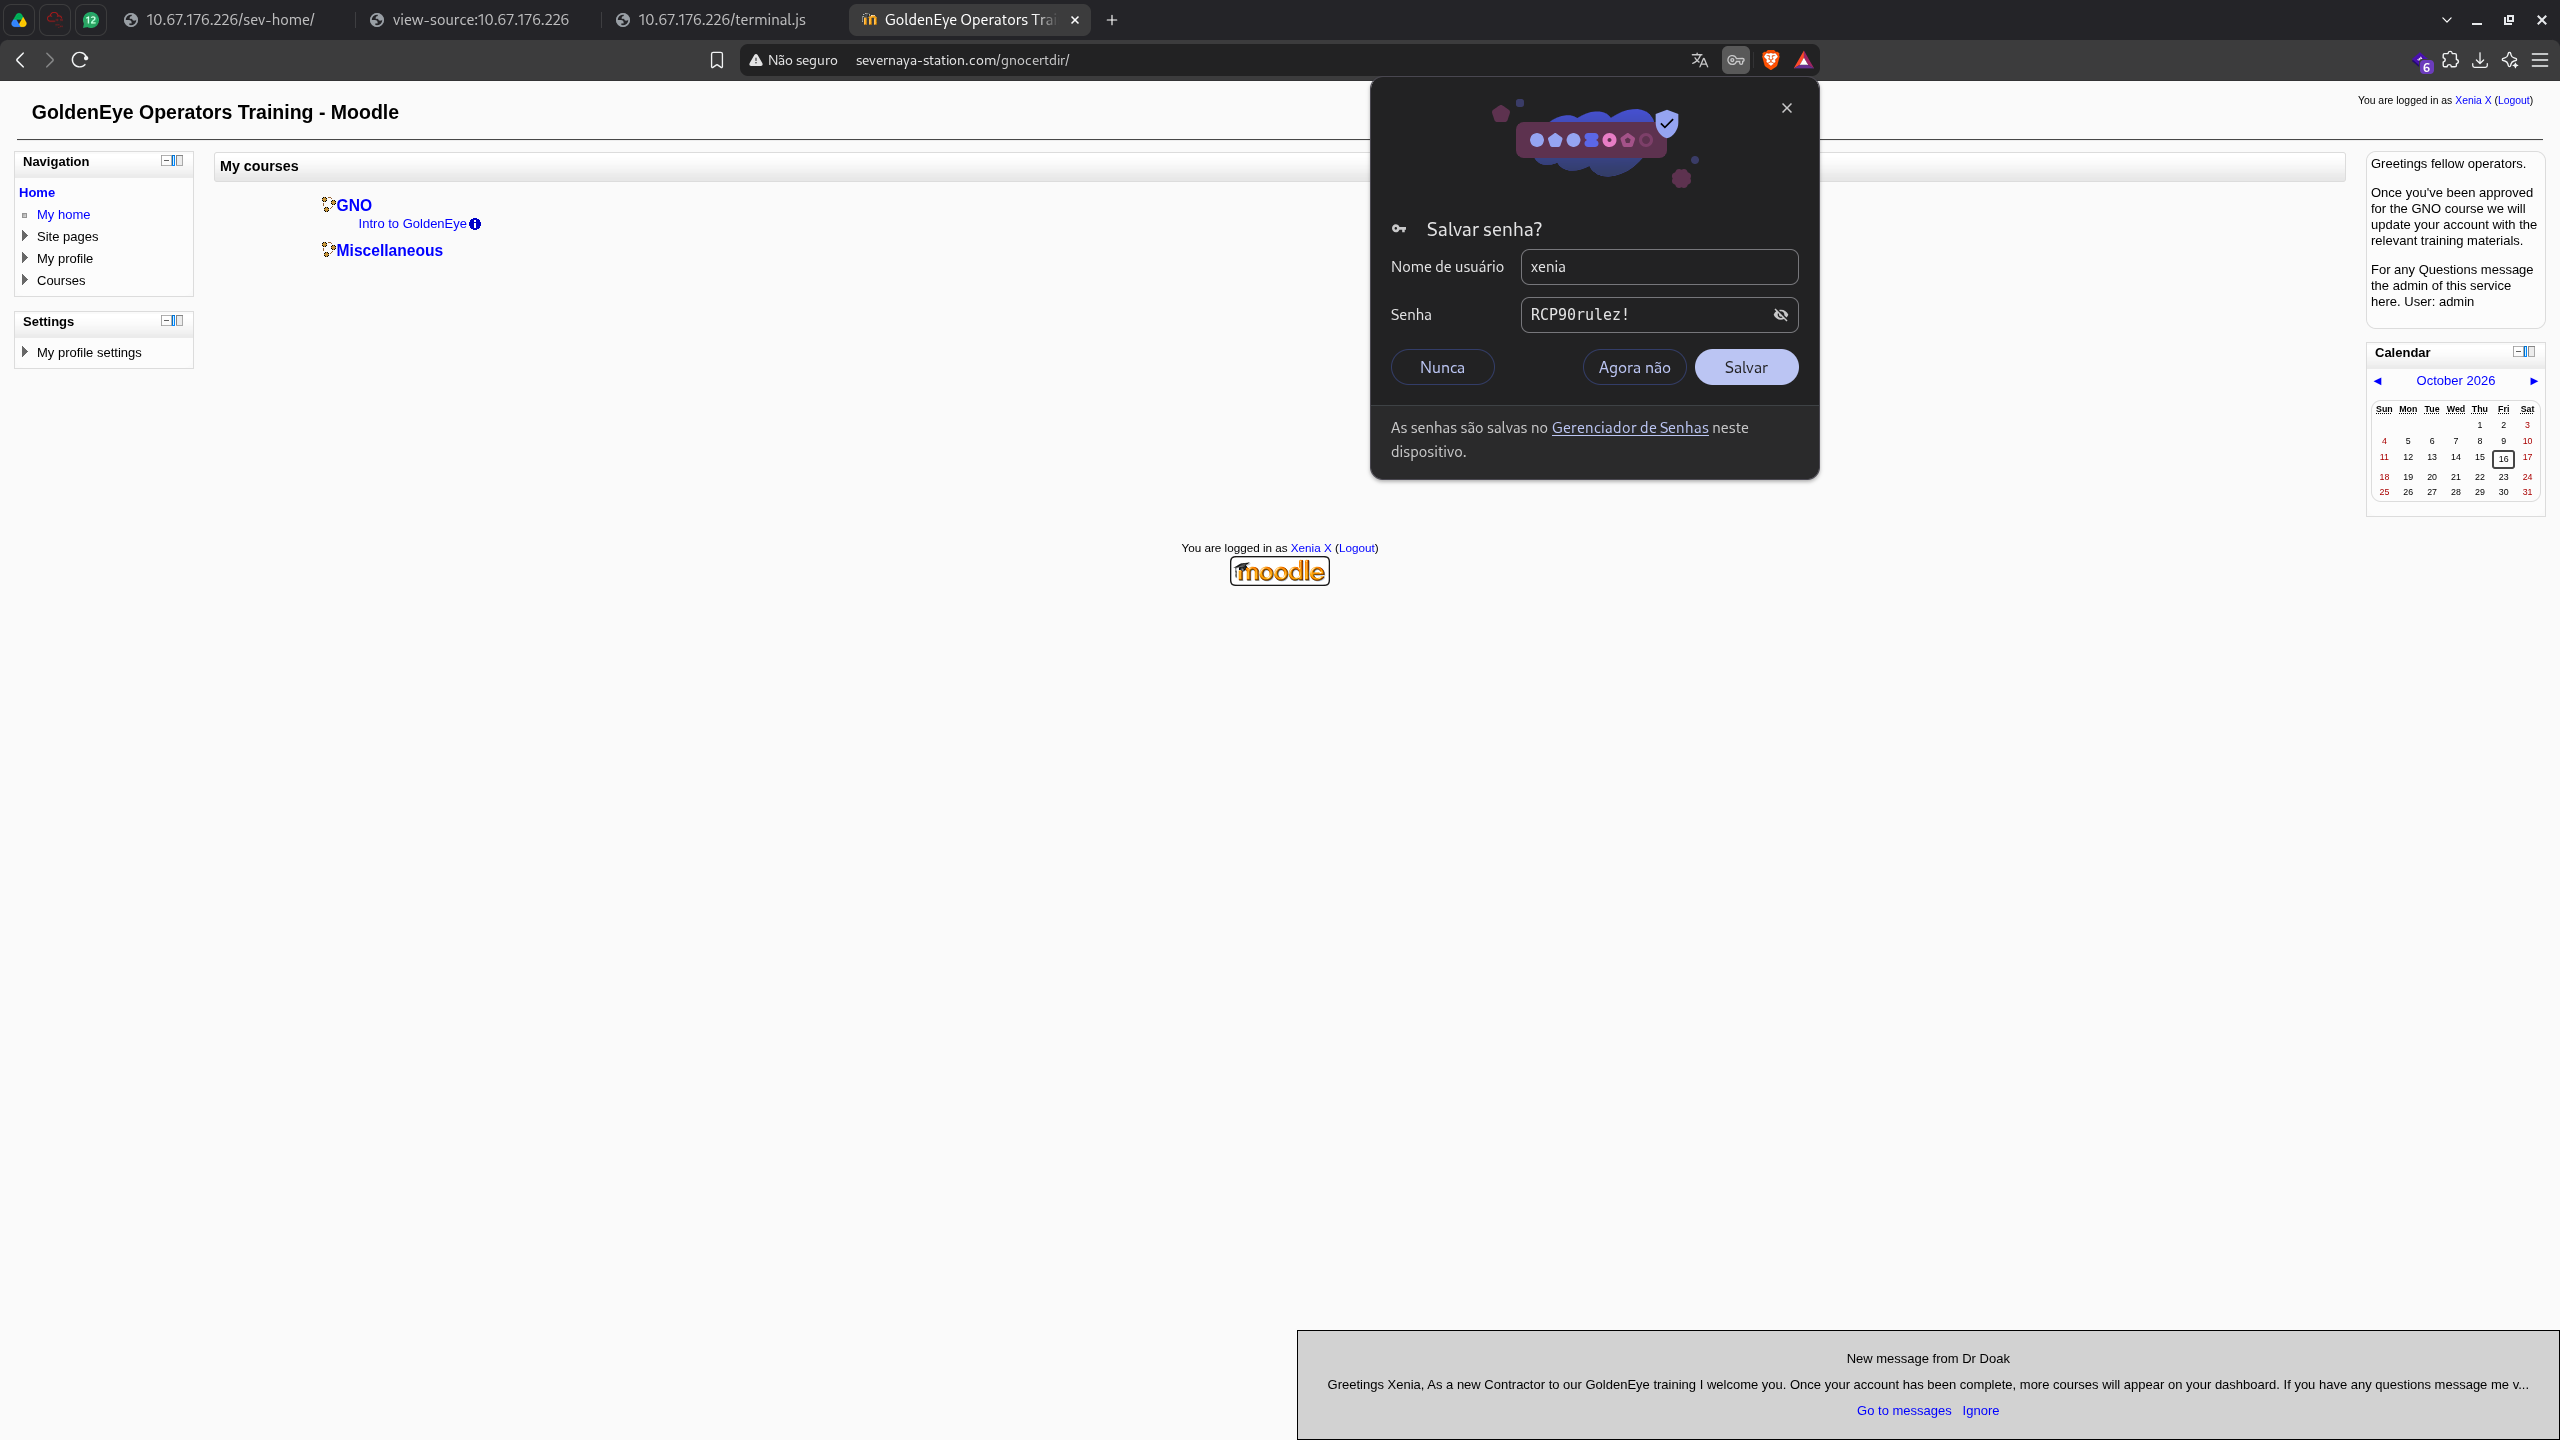 12
10.67.176.226/sev-home/
view-source:10.67.176.226
10.67.176.226/terminal.js
GoldenEye Operators Trai
Não seguro
severnaya-station.com/gnocertdir/
6
GoldenEye Operators Training - Moodle
You are logged in as Xenia X (Logout)
Navigation
Home
My home
Site pages
My profile
Courses
Settings
My profile settings
My courses
GNO
Intro to GoldenEye
Miscellaneous
Salvar senha?
Nome de usuário
xenia
Senha
RCP90rulez!
Nunca
Agora não
Salvar
As senhas são salvas no Gerenciador de Senhas neste
dispositivo.
Greetings fellow operators.
Once you've been approved
for the GNO course we will
update your account with the
relevant training materials.
For any Questions message
the admin of this service
here. User: admin
Calendar
◄ October 2026 ►
Sun Mon Tue Wed Thu Fri Sat
1 2 3
4 5 6 7 8 9 10
11 12 13 14 15 16 17
18 19 20 21 22 23 24
25 26 27 28 29 30 31
You are logged in as Xenia X (Logout)
moodle
New message from Dr Doak
Greetings Xenia, As a new Contractor to our GoldenEye training I welcome you. Once your account has been complete, more courses will appear on your dashboard. If you have any questions message me v...
Go to messages Ignore